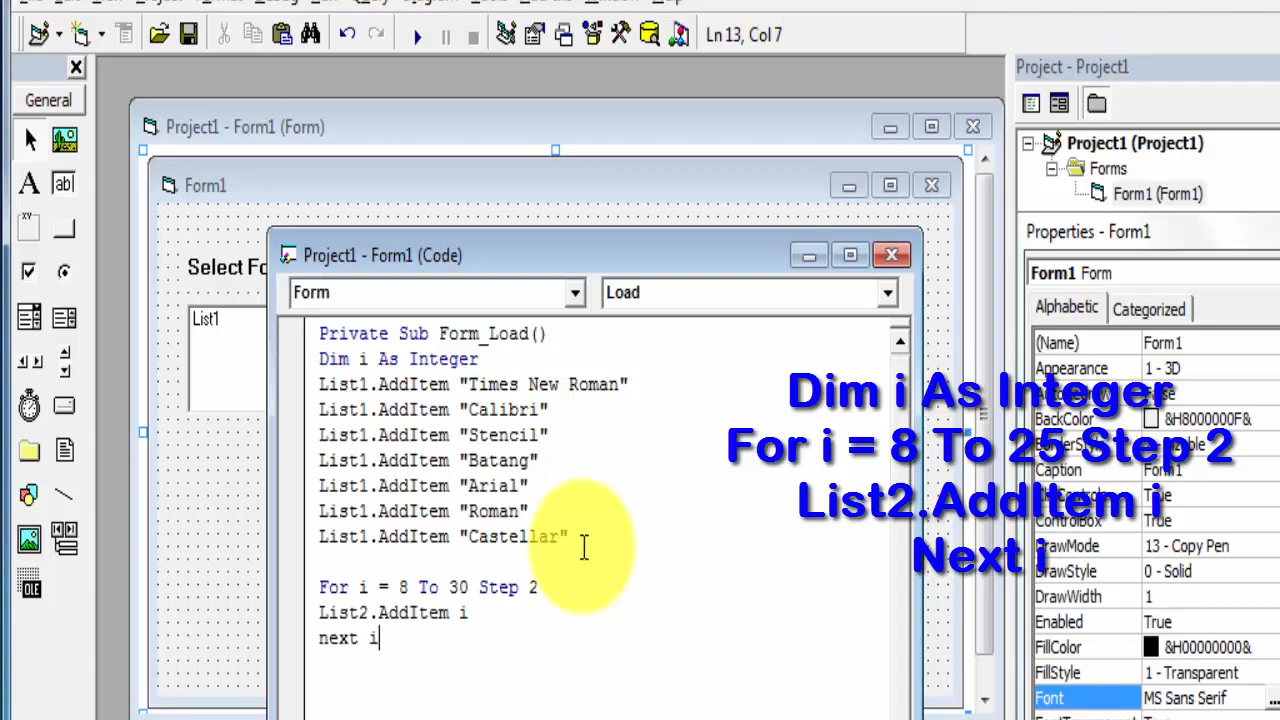 Ln 13, Col 7
General
Project1 - Form1 (Form)
Form1
Select Fo
List1
Project1 - Form1 (Code)
Form
Load
Private Sub Form_Load()
Dim i As Integer
List1.AddItem "Times New Roman"
List1.AddItem "Calibri"
List1.AddItem "Stencil"
List1.AddItem "Batang"
List1.AddItem "Arial"
List1.AddItem "Roman"
List1.AddItem "Castellar"
For i = 8 To 30 Step 2
List2.AddItem i
next i
Dim i As Integer
For i = 8 To 25 Step 2
List2.AddItem i
Next i
Project - Project1
Project1 (Project1)
Forms
Form1 (Form1)
Properties - Form1
Form1 Form
Alphabetic
Categorized
(Name) Form1
Appearance 1 - 3D
BackColor &H8000000F&
Caption Form1
True
ControlBox True
DrawMode 13 - Copy Pen
DrawStyle 0 - Solid
DrawWidth 1
Enabled True
FillColor &H00000000&
FillStyle 1 - Transparent
Font MS Sans Serif ...